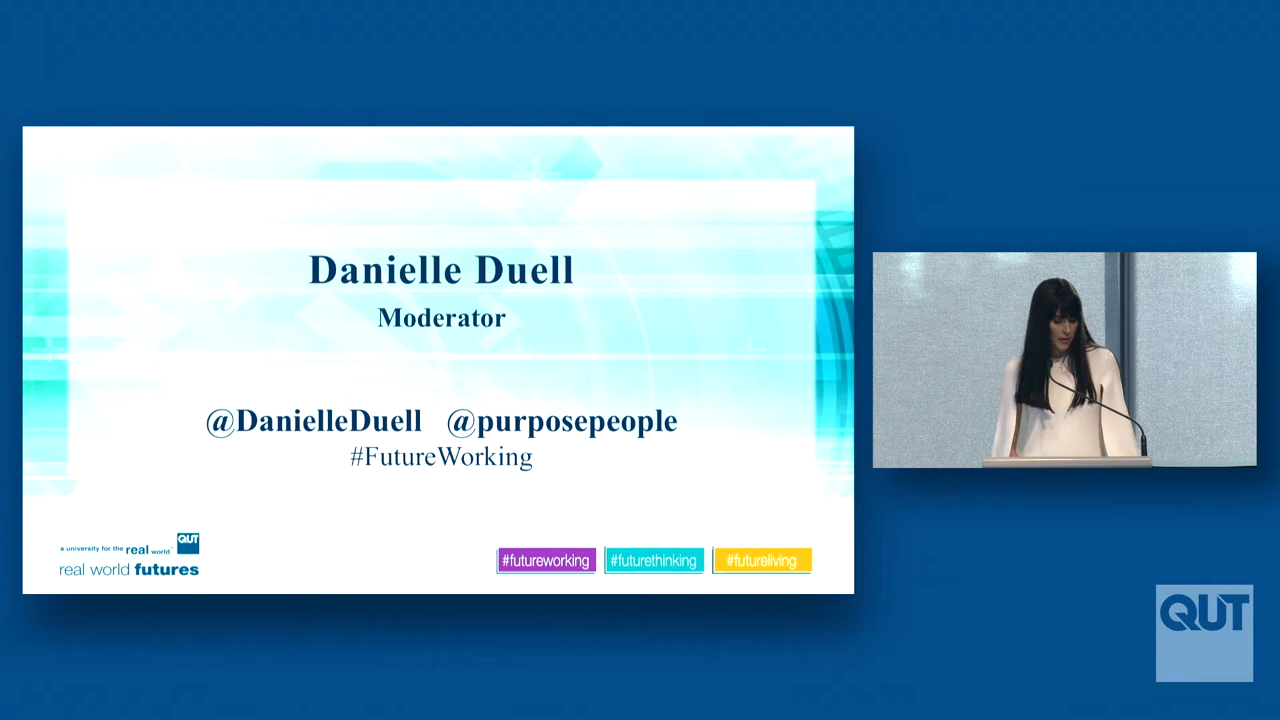 Danielle Duell
Moderator
@DanielleDuell @purposepeople
#FutureWorking
a university for the real world
QUT
real world futures
#futureworking #futurethinking #futureliving
QUT